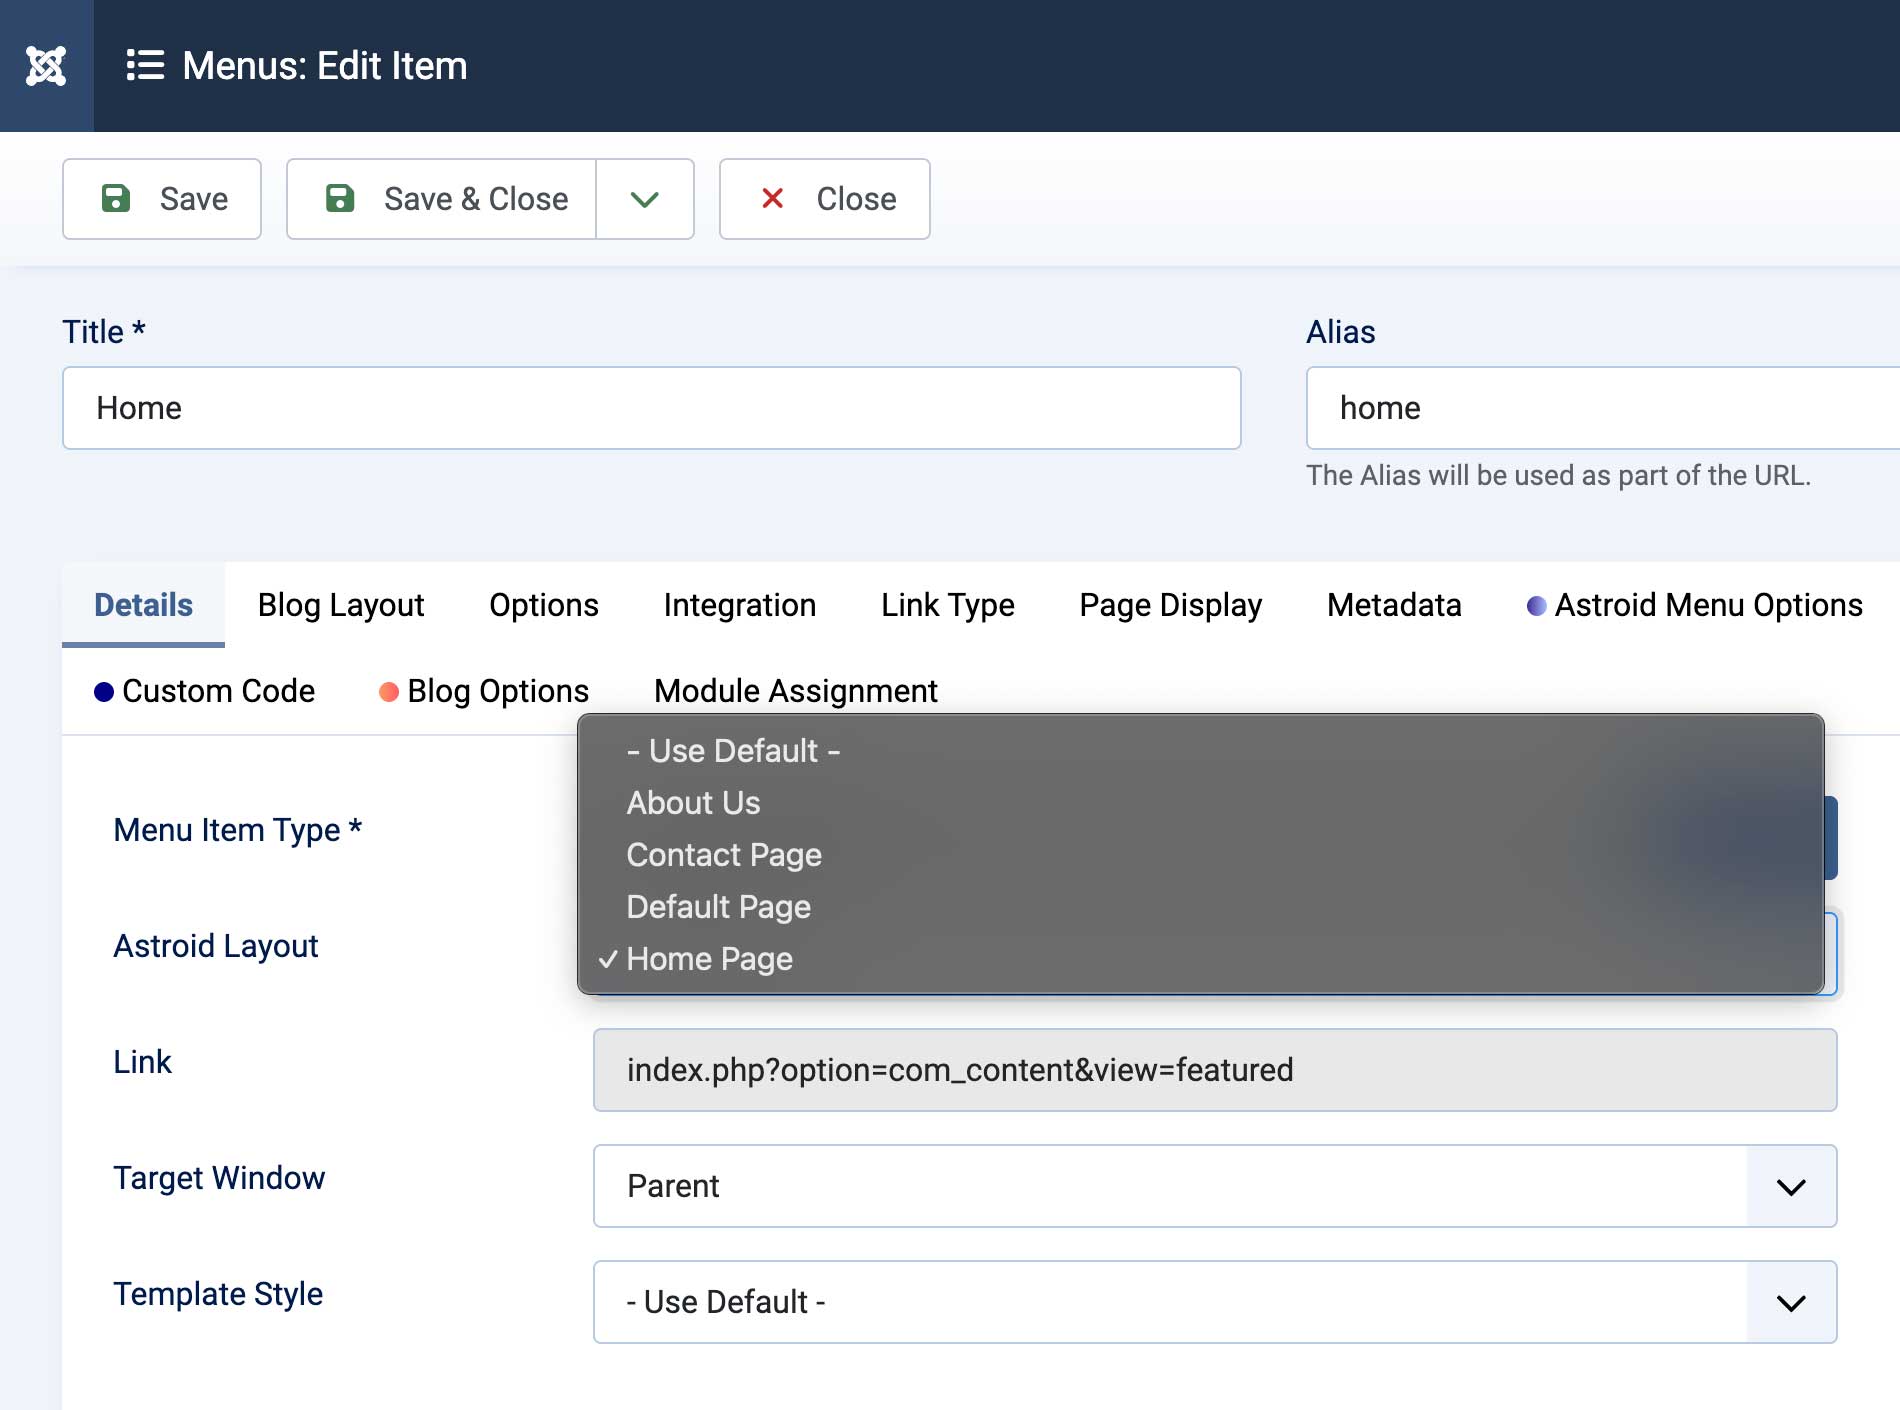 Menus: Edit Item
Save
Save & Close
Close
Title *
Alias
Home
home
The Alias will be used as part of the URL.
Details
Blog Layout
Options
Integration
Link Type
Page Display
Metadata
Astroid Menu Options
Custom Code
Blog Options
Module Assignment
Menu Item Type *
Astroid Layout
- Use Default -
About Us
Contact Page
Default Page
✓ Home Page
Link
index.php?option=com_content&view=featured
Target Window
Parent
Template Style
- Use Default -